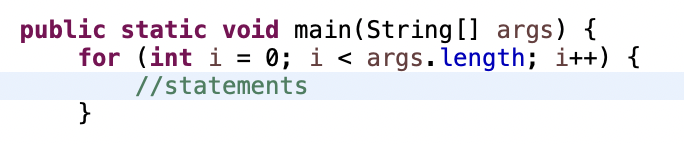 public static void main(String[] args) {
    for (int i = 0; i < args.length; i++) {
        //statements
    }